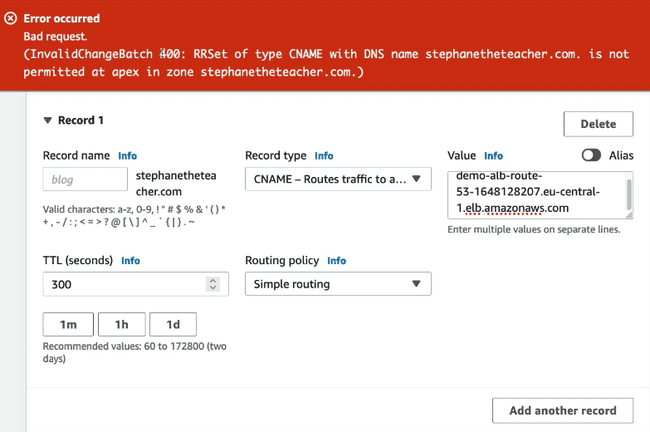 Error occurred
Bad request.
(InvalidChangeBatch 400: RRSet of type CNAME with DNS name stephanetheteacher.com. is not
permitted at apex in zone stephanetheteacher.com.)
Record 1
Delete
Record name Info
blog
stephanethetea
cher.com
Valid characters: a-z, 0-9, ! " # $ % & ' ( ) *
+ , - / : ; < = > ? @ [ \ ] ^ _ ` { | } . ~
Record type Info
CNAME – Routes traffic to a...
Value Info
Alias
demo-alb-route-
53-1648128207.eu-central-
1.elb.amazonaws.com
Enter multiple values on separate lines.
TTL (seconds) Info
300
1m 1h 1d
Recommended values: 60 to 172800 (two
days)
Routing policy Info
Simple routing
Add another record